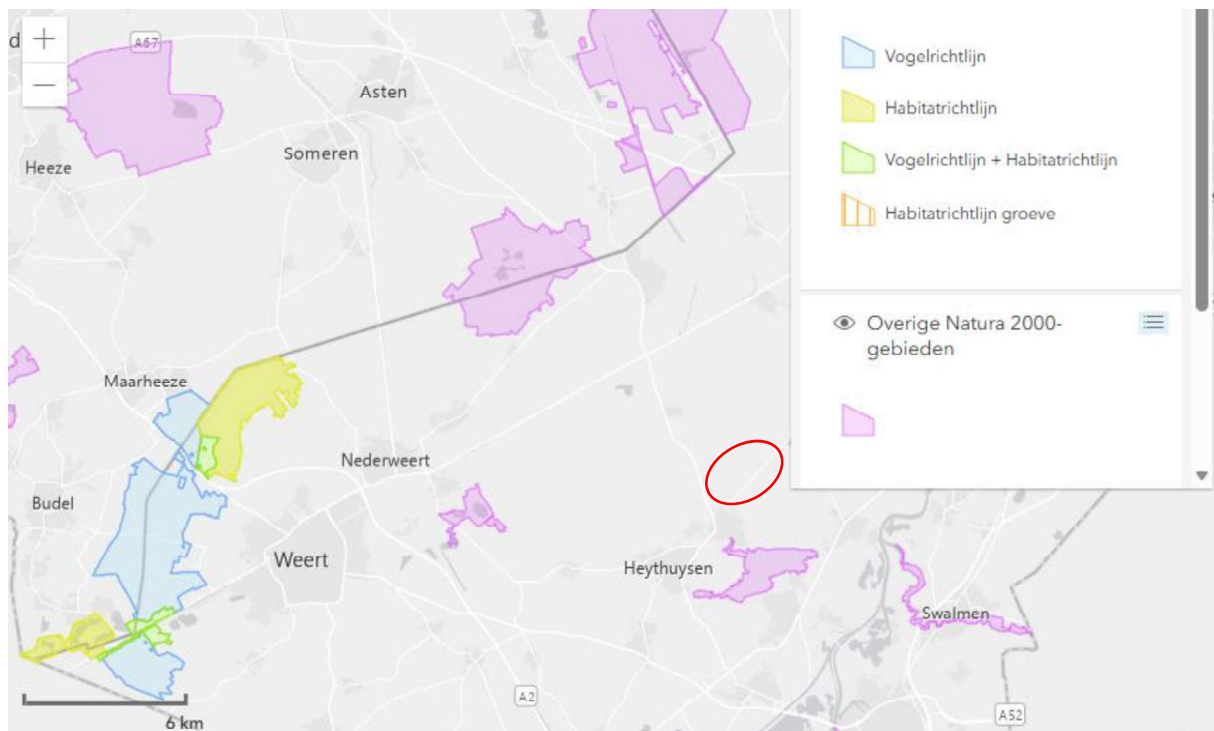 d
+
−
A67
Asten
Someren
Heeze
Maarheeze
Nederweert
Budel
Weert
Heythuysen
Swalmen
A2
A52
6 km
Vogelrichtlijn
Habitatrichtlijn
Vogelrichtlijn + Habitatrichtlijn
Habitatrichtlijn groeve
Overige Natura 2000-
gebieden